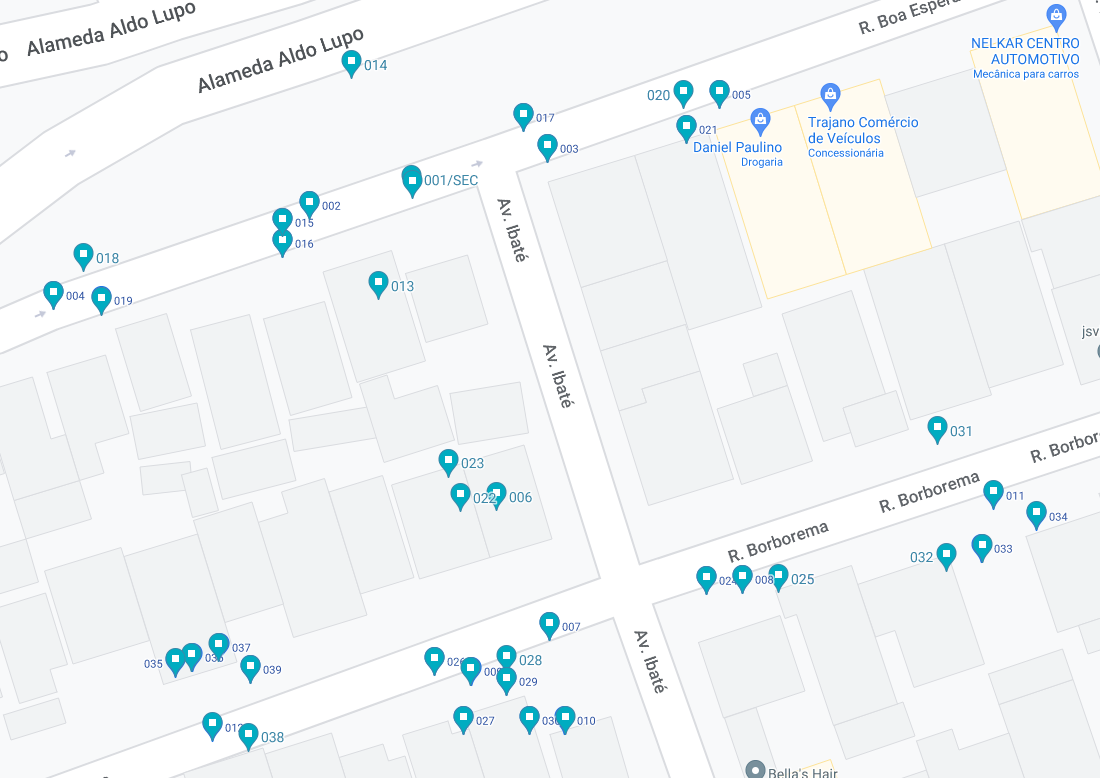 Alameda Aldo Lupo
Alameda Aldo Lupo
014
R. Boa Espera
NELKAR CENTRO
AUTOMOTIVO
Mecânica para carros
020
005
017
021
003
Trajano Comércio
de Veículos
Concessionária
Daniel Paulino
Drogaria
001/SEC
002
015
016
018
004
019
013
Av. Ibaté
Av. Ibaté
jsv
031
R. Borborema
R. Borborema
R. Borbor
023
022
006
011
034
033
032
024
008
025
007
Av. Ibaté
028
029
027
010
037
035
039
038
Bella's Hair